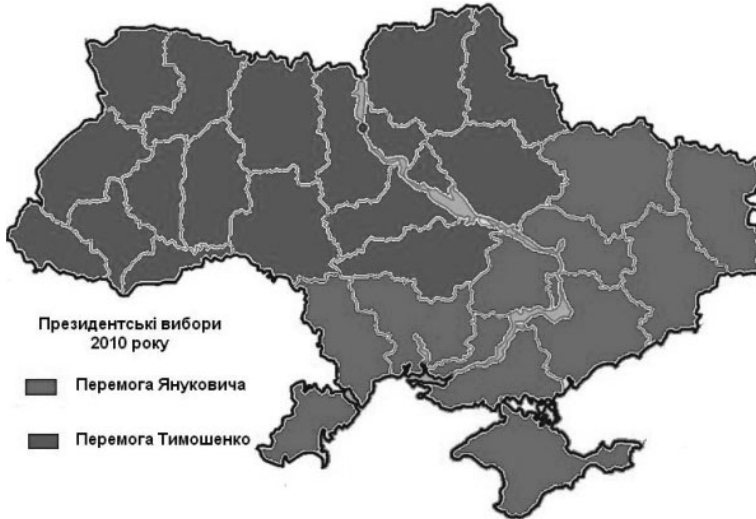 Президентські вибори
2010 року
Перемога Януковича
Перемога Тимошенко